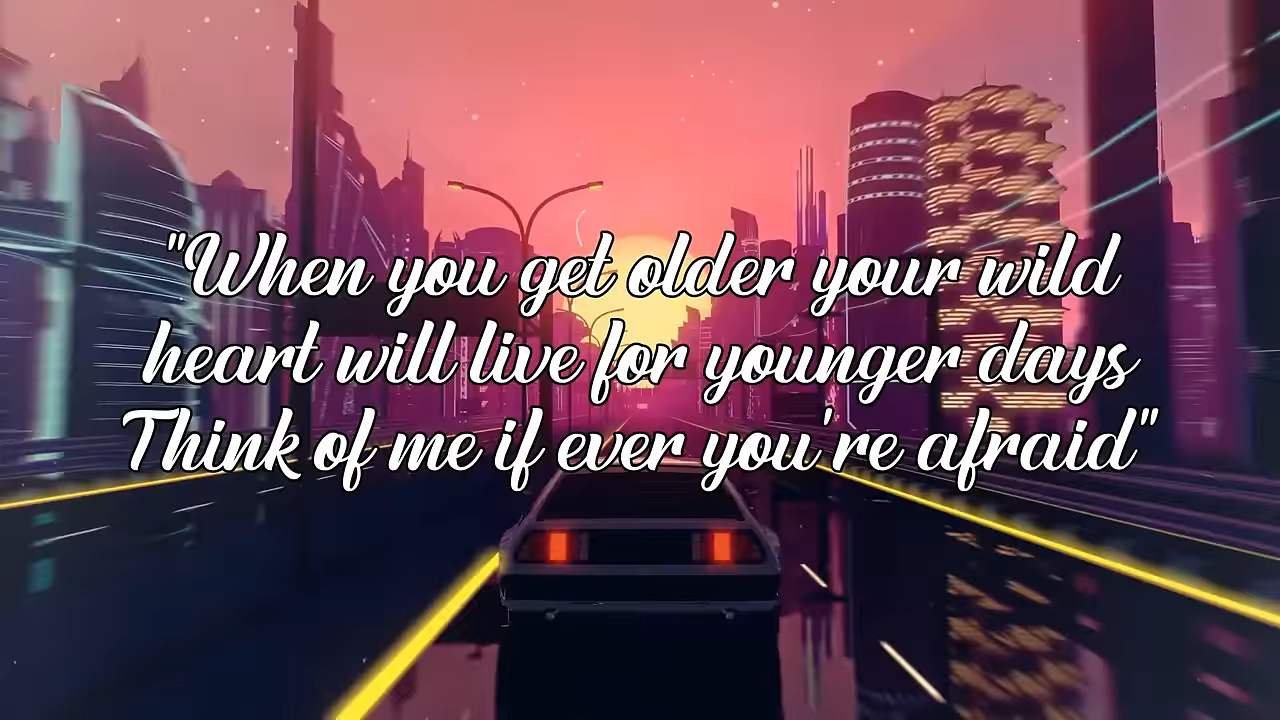 "When you get older your wild
heart will live for younger days
Think of me if ever you're afraid"